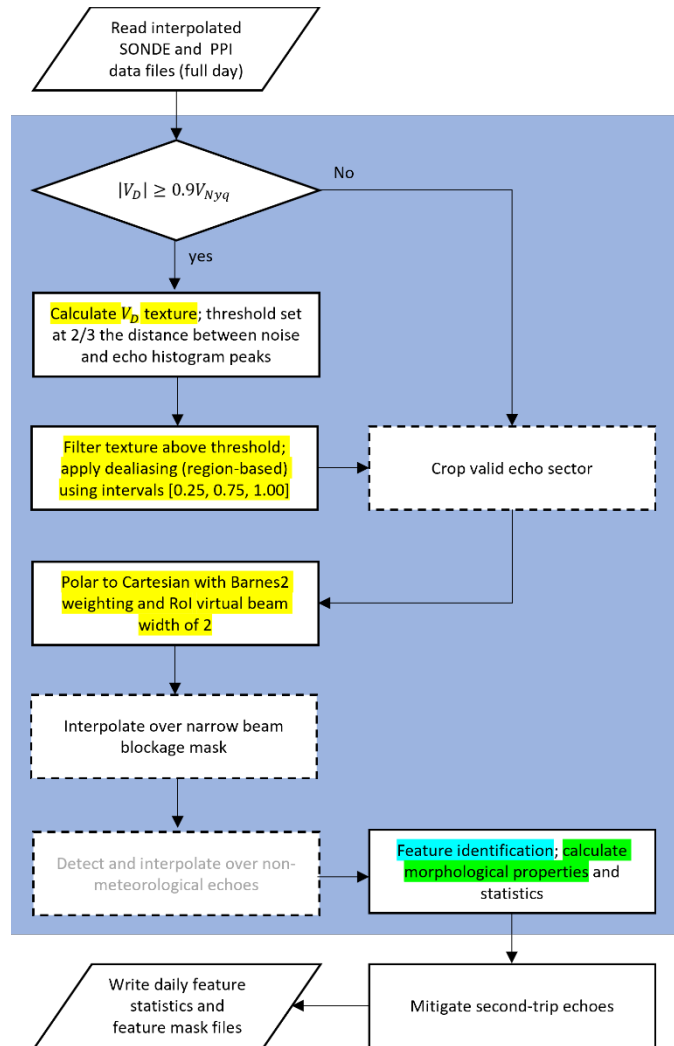 Read interpolated
SONDE and PPI
data files (full day)
|V_D| ≥ 0.9V_Nyq
No
yes
Calculate V_D texture; threshold set
at 2/3 the distance between noise
and echo histogram peaks
Filter texture above threshold;
apply dealiasing (region-based)
using intervals [0.25, 0.75, 1.00]
Crop valid echo sector
Polar to Cartesian with Barnes2
weighting and RoI virtual beam
width of 2
Interpolate over narrow beam
blockage mask
Detect and interpolate over non-
meteorological echoes
Feature identification; calculate
morphological properties and
statistics
Write daily feature
statistics and
feature mask files
Mitigate second-trip echoes